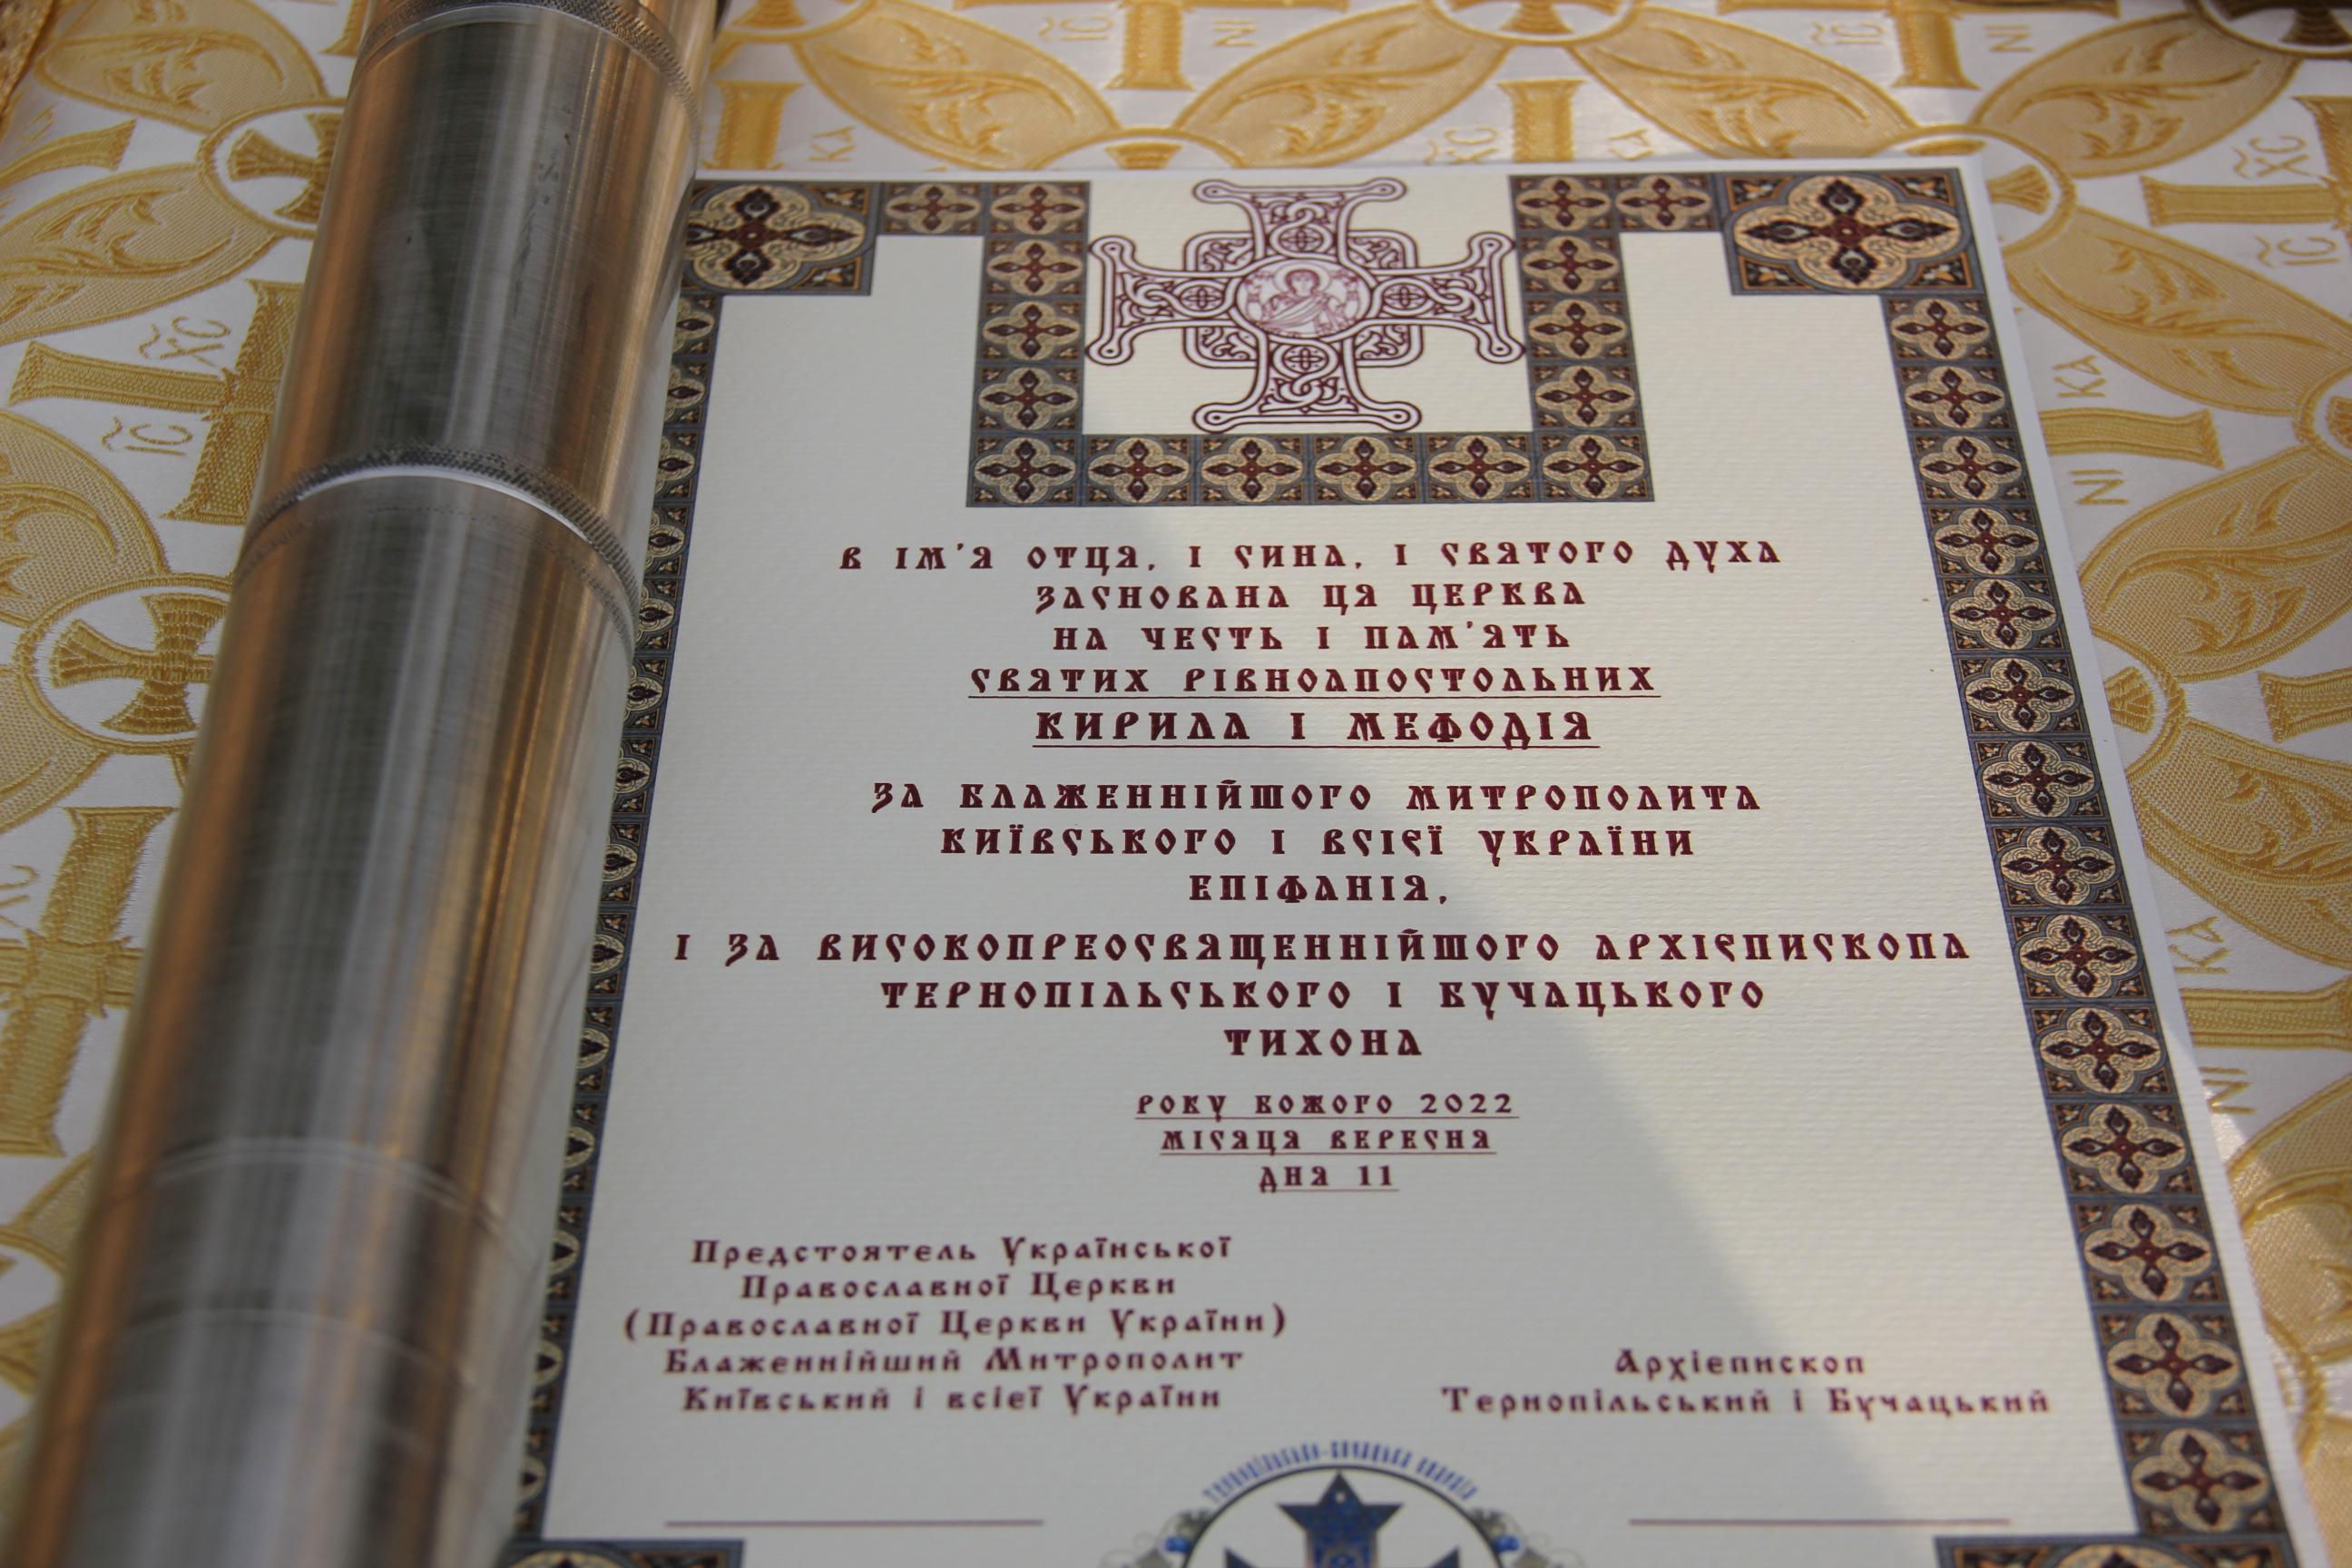 В ІМ'Я ОТЦЯ, І СИНА, І СВЯТОГО ДУХА
ЗАСНОВАНА ЦЯ ЦЕРКВА
НА ЧЕСТЬ І ПАМ'ЯТЬ
СВЯТИХ РІВНОАПОСТОЛЬНИХ
КИРИЛА І МЕФОДІЯ
ЗА БЛАЖЕННІЙШОГО МИТРОПОЛИТА
КИЇВСЬКОГО І ВСІЄЇ УКРАЇНИ
ЕПІФАНІЯ,
І ЗА ВИСОКОПРЕОСВЯЩЕННІЙШОГО АРХІЄПИСКОПА
ТЕРНОПІЛЬСЬКОГО І БУЧАЦЬКОГО
ТИХОНА
РОКУ БОЖОГО 2022
МІСЯЦЯ ВЕРЕСНЯ
ДНЯ 11
Предстоятель Української
Православної Церкви
(Православної Церкви України)
Блаженнійший Митрополит
Київський і всієї України
Архієпископ
Тернопільський і Бучацький